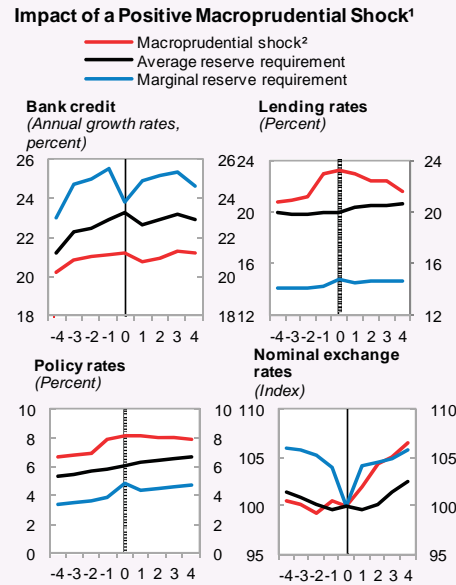 Impact of a Positive Macroprudential Shock¹
Macroprudential shock²
Average reserve requirement
Marginal reserve requirement
Bank credit
(Annual growth rates,
percent)
Lending rates
(Percent)
26 26 24 24
24 24 20 20
22 22
20 20 16 16
18 18 12 12
-4 -3 -2 -1 0 1 2 3 4 -4 -3 -2 -1 0 1 2 3 4
Policy rates
(Percent)
Nominal exchange
rates
(Index)
10 10 110 110
8 8
6 6 105 105
4 4 100 100
2 2
0 0 95 95
-4 -3 -2 -1 0 1 2 3 4 -4 -3 -2 -1 0 1 2 3 4